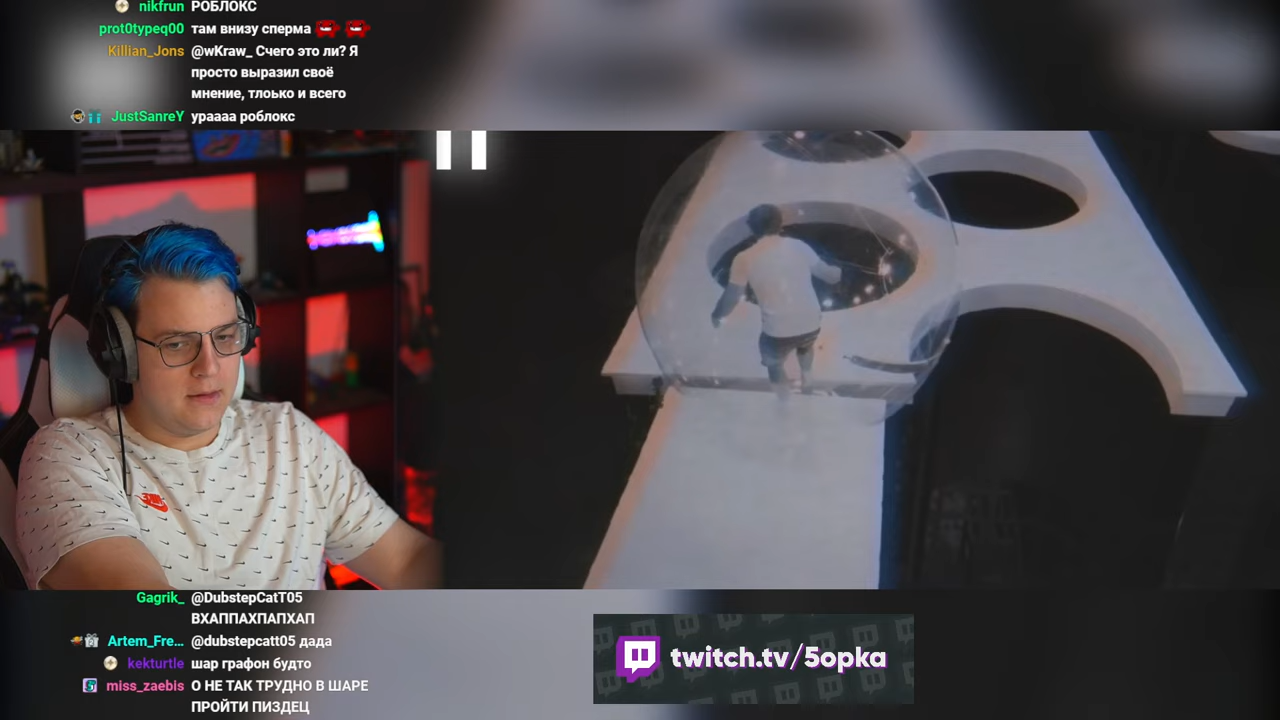 nikfrun РОБЛОКС
prot0typeq00 там внизу сперма
Killian_Jons @wKraw_ Счего это ли? Я
просто выразил своё
мнение, тлоько и всего
JustSanreY ураааа роблокс
Gagrik_ @DubstepCatT05
ВХАППАХПАПХАП
Artem_Fre... @dubstepcatt05 дада
kekturtle шар графон будто
miss_zaebis О НЕ ТАК ТРУДНО В ШАРЕ
ПРОЙТИ ПИЗДЕЦ
twitch.tv/5opka